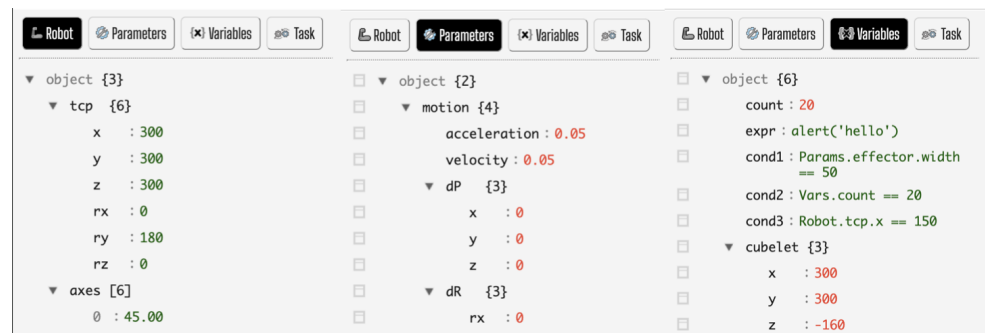 Robot Parameters {x} Variables Task
object {3}
tcp {6}
x : 300
y : 300
z : 300
rx : 0
ry : 180
rz : 0
axes [6]
0 : 45.00
Robot Parameters {x} Variables Task
object {2}
motion {4}
acceleration : 0.05
velocity : 0.05
dP {3}
x : 0
y : 0
z : 0
dR {3}
rx : 0
Robot Parameters {x} Variables Task
object {6}
count : 20
expr : alert('hello')
cond1 : Params.effector.width
== 50
cond2 : Vars.count == 20
cond3 : Robot.tcp.x == 150
cubelet {3}
x : 300
y : 300
z : -160